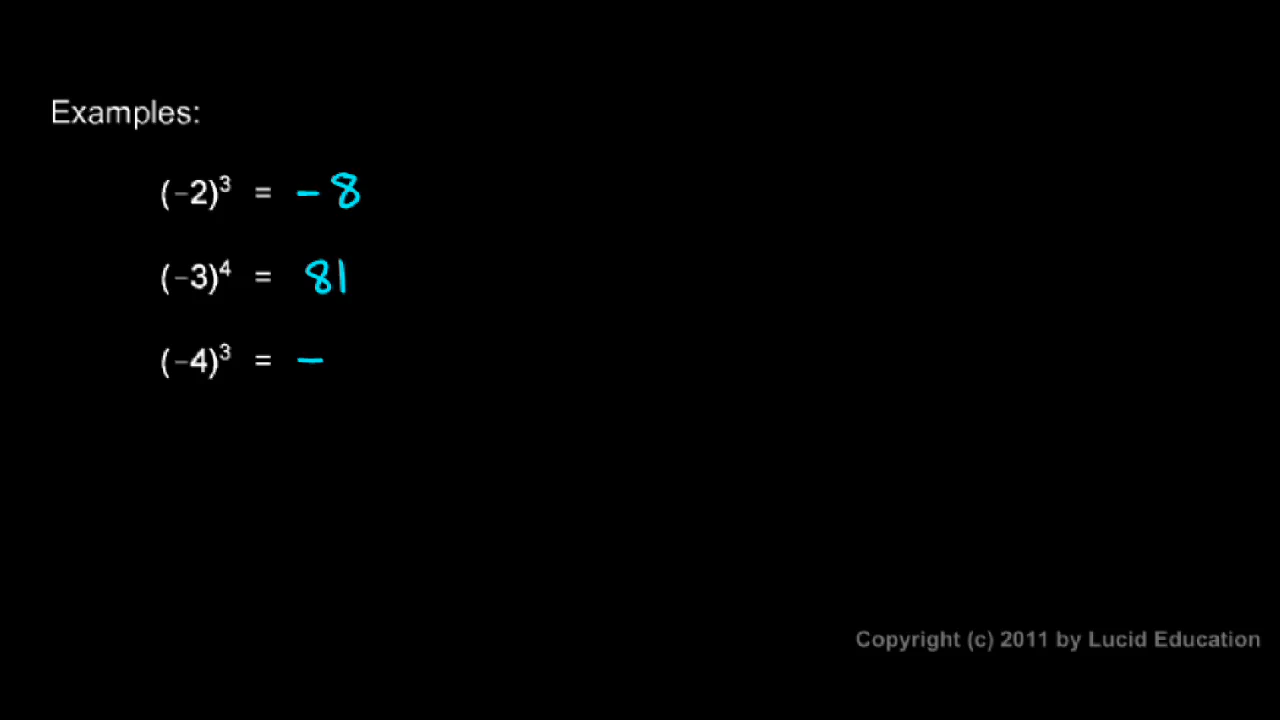 Examples:
(-2)³ = - 8
(-3)⁴ = 81
(-4)³ = -
Copyright (c) 2011 by Lucid Education